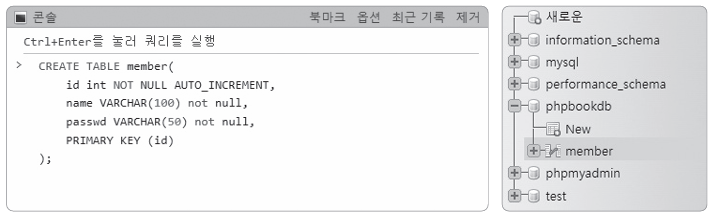 콘솔 북마크 옵션 최근 기록 제거
Ctrl+Enter를 눌러 쿼리를 실행
> CREATE TABLE member(
id int NOT NULL AUTO_INCREMENT,
name VARCHAR(100) not null,
passwd VARCHAR(50) not null,
PRIMARY KEY (id)
);
새로운
information_schema
mysql
performance_schema
phpbookdb
New
member
phpmyadmin
test